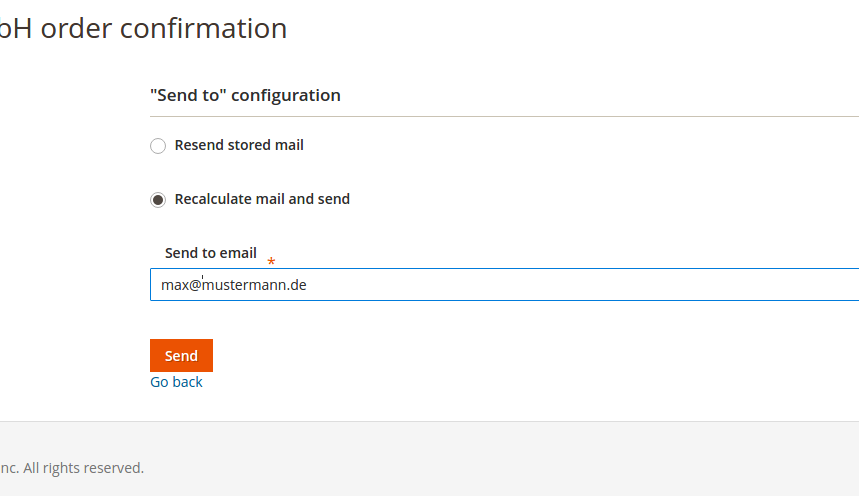 bH order confirmation
"Send to" configuration
Resend stored mail
Recalculate mail and send
Send to email *
max@mustermann.de
Send
Go back
nc. All rights reserved.